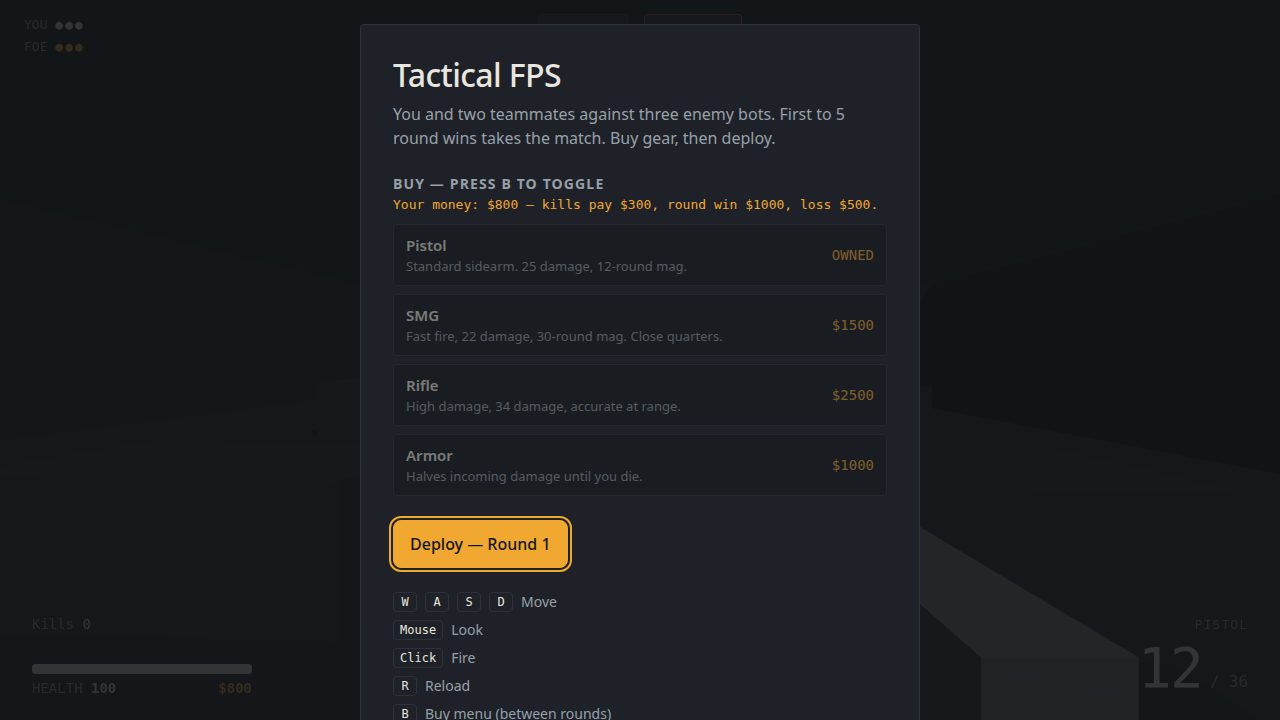 YOU
FOE
Tactical FPS
You and two teammates against three enemy bots. First to 5
round wins takes the match. Buy gear, then deploy.
BUY — PRESS B TO TOGGLE
Your money: $800 — kills pay $300, round win $1000, loss $500.
Pistol
Standard sidearm. 25 damage, 12-round mag.
OWNED
SMG
Fast fire, 22 damage, 30-round mag. Close quarters.
$1500
Rifle
High damage, 34 damage, accurate at range.
$2500
Armor
Halves incoming damage until you die.
$1000
Deploy — Round 1
W A S D Move
Mouse Look
Click Fire
R Reload
B Buy menu (between rounds)
Kills 0
HEALTH 100 $800
PISTOL
12 / 36